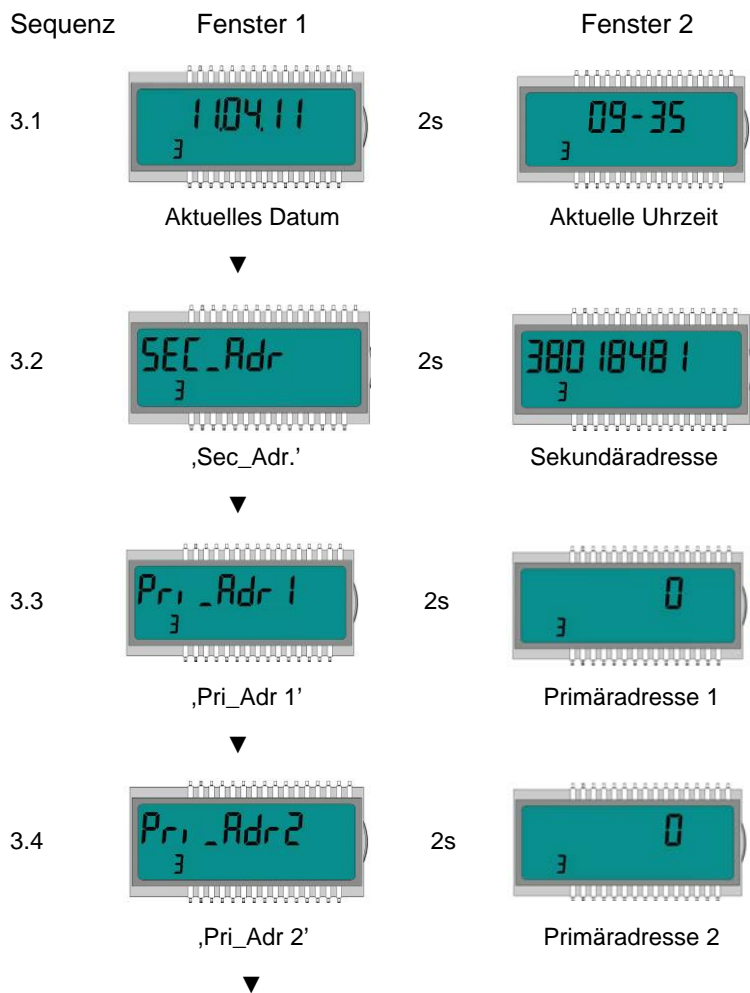 Sequenz Fenster 1 Fenster 2
11.04.11 09-35
3.1 2s
3 3
Aktuelles Datum Aktuelle Uhrzeit
▼
SEC_Adr 38018481
3.2 2s
3 3
‚Sec_Adr.’ Sekundäradresse
▼
Pri_Adr1 0
3.3 2s
3 3
‚Pri_Adr 1’ Primäradresse 1
▼
Pri_Adr2 0
3.4 2s
3 3
‚Pri_Adr 2’ Primäradresse 2
▼